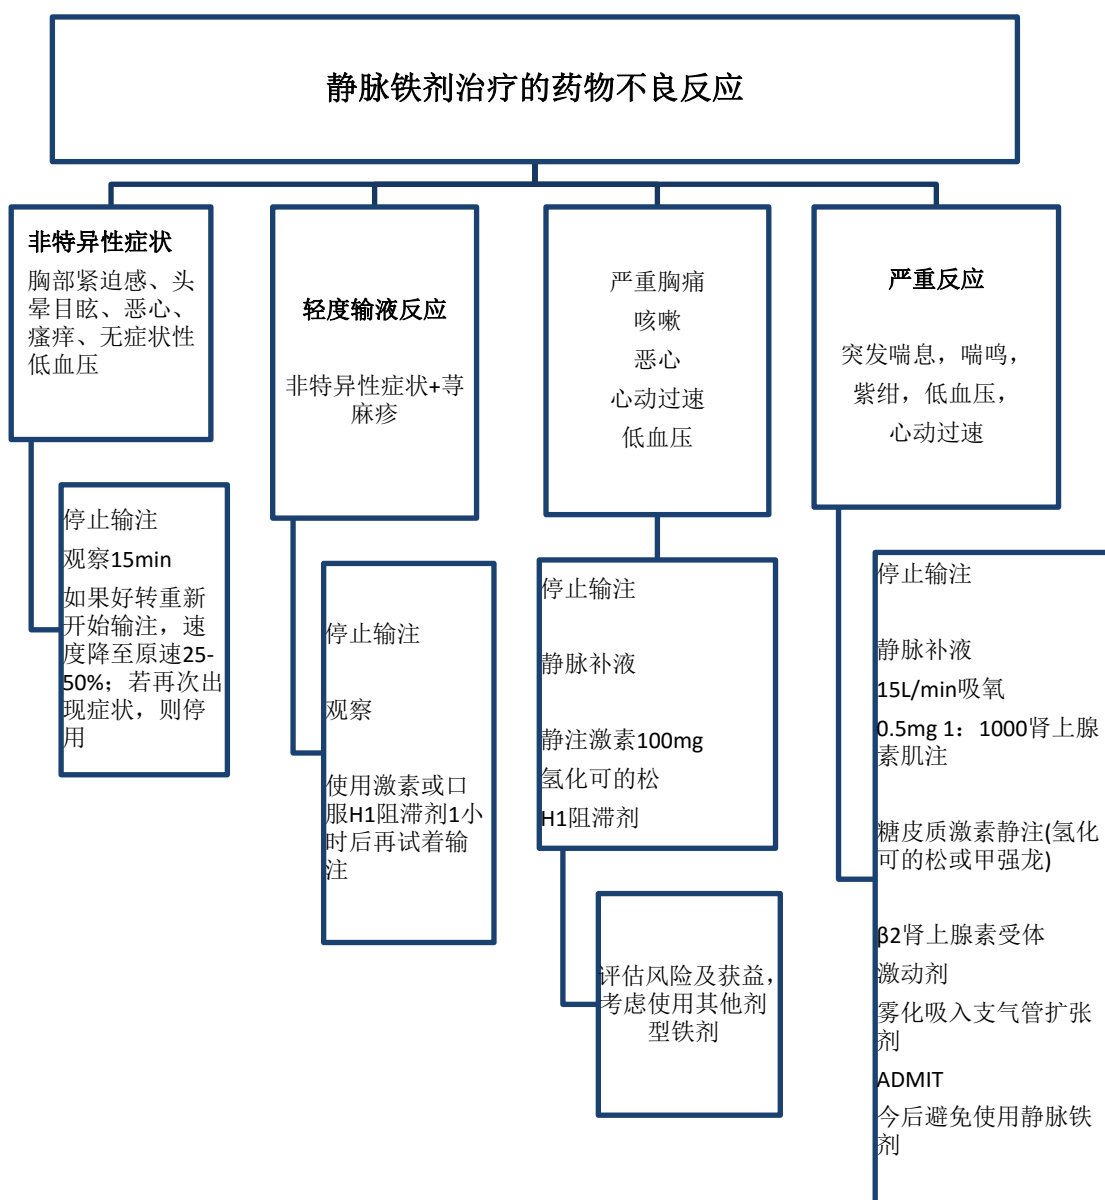 静脉铁剂治疗的药物不良反应
非特异性症状
胸部紧迫感、头
晕目眩、恶心、
瘙痒、无症状性
低血压
停止输注
观察15min
如果好转重新
开始输注，速
度降至原速25-
50%；若再次出
现症状，则停
用
轻度输液反应
非特异性症状+荨
麻疹
停止输注
观察
使用激素或口
服H1阻滞剂1小
时后再试着输
注
严重胸痛
咳嗽
恶心
心动过速
低血压
停止输注
静脉补液
静注激素100mg
氢化可的松
H1阻滞剂
评估风险及获益，
考虑使用其他剂
型铁剂
严重反应
突发喘息，喘鸣，
紫绀，低血压，
心动过速
停止输注
静脉补液
15L/min吸氧
0.5mg 1：1000肾上腺
素肌注
糖皮质激素静注(氢化
可的松或甲强龙)
β2肾上腺素受体
激动剂
雾化吸入支气管扩张
剂
ADMIT
今后避免使用静脉铁
剂